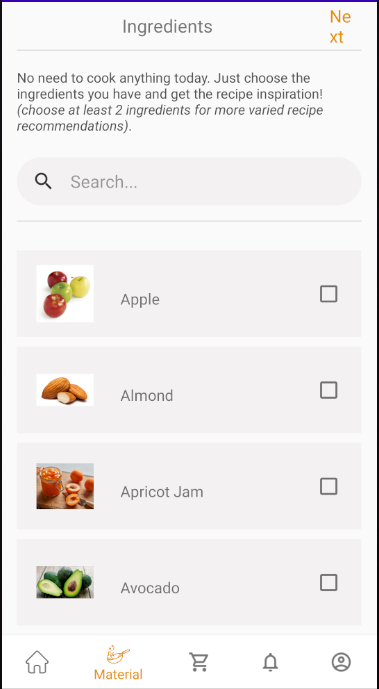 Ingredients
Ne
xt
No need to cook anything today. Just choose the
ingredients you have and get the recipe inspiration!
(choose at least 2 ingredients for more varied recipe
recommendations).
Search...
Apple
Almond
Apricot Jam
Avocado
Material